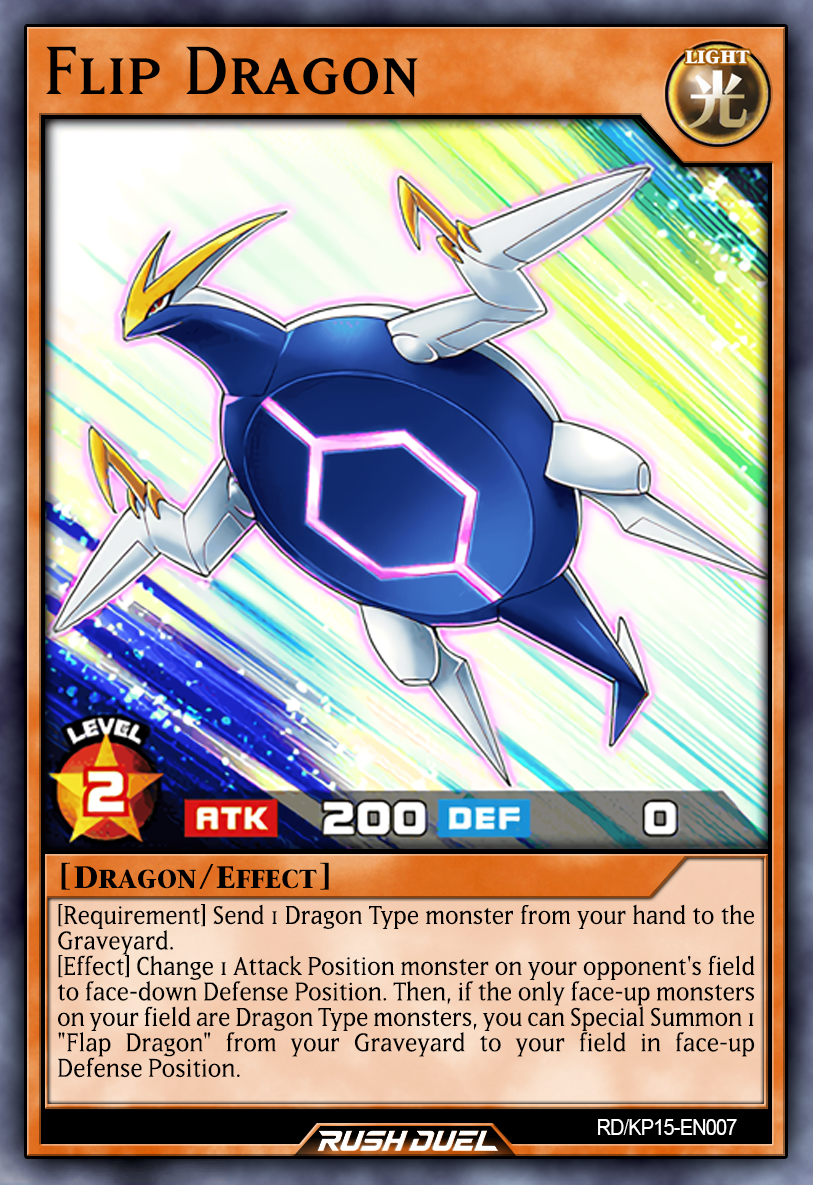 Flip Dragon
LIGHT
光
LEVEL
2
ATK 200 DEF 0
[Dragon/Effect]
[Requirement] Send 1 Dragon Type monster from your hand to the
Graveyard.
[Effect] Change 1 Attack Position monster on your opponent's field
to face-down Defense Position. Then, if the only face-up monsters
on your field are Dragon Type monsters, you can Special Summon 1
"Flap Dragon" from your Graveyard to your field in face-up
Defense Position.
RD/KP15-EN007
RUSH DUEL